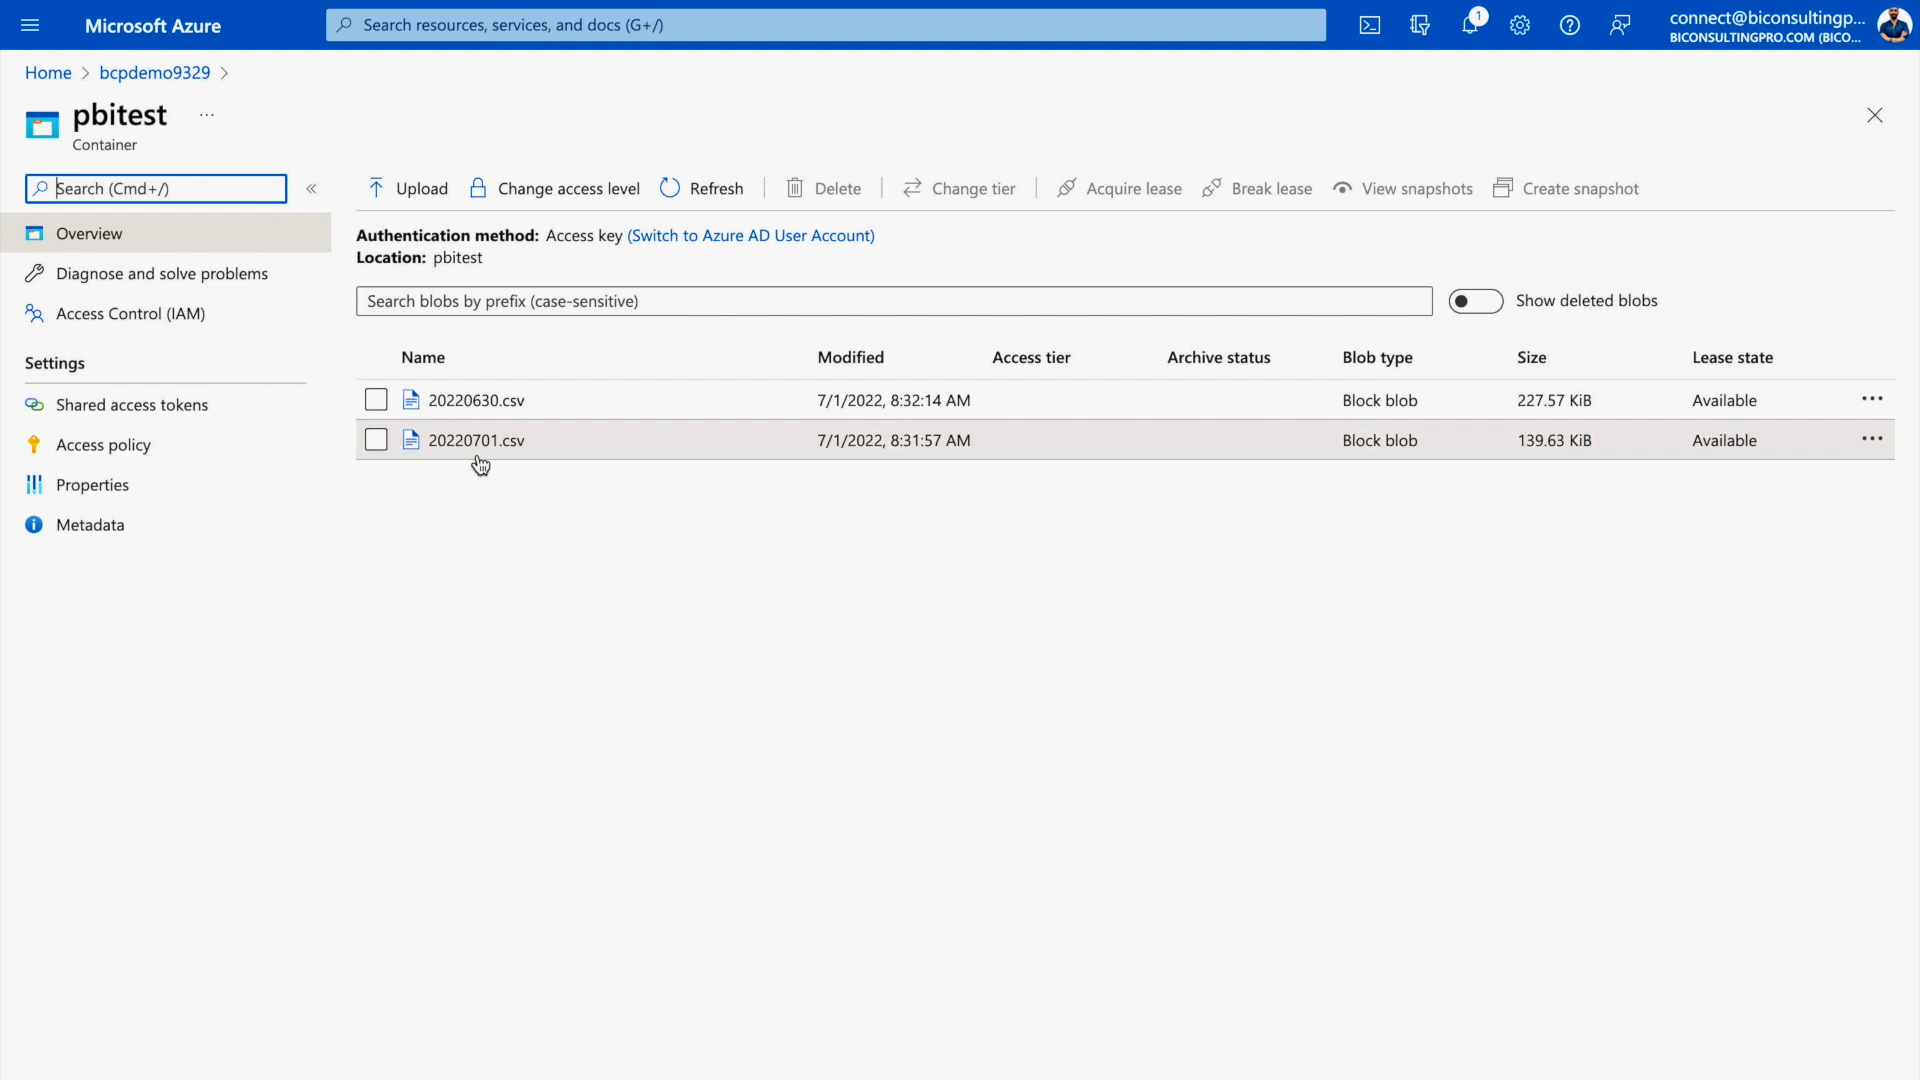 Microsoft Azure
Search resources, services, and docs (G+/)
1
connect@biconsultingp...
BICONSULTINGPRO.COM (BICO...
Home > bcpdemo9329 >
pbitest ...
Container
Search (Cmd+/) «
Upload Change access level Refresh Delete Change tier Acquire lease Break lease View snapshots Create snapshot
Overview
Authentication method: Access key (Switch to Azure AD User Account)
Location: pbitest
Diagnose and solve problems
Search blobs by prefix (case-sensitive) Show deleted blobs
Access Control (IAM)
Settings
Name Modified Access tier Archive status Blob type Size Lease state
20220630.csv 7/1/2022, 8:32:14 AM Block blob 227.57 KiB Available ...
20220701.csv 7/1/2022, 8:31:57 AM Block blob 139.63 KiB Available ...
Shared access tokens
Access policy
Properties
Metadata